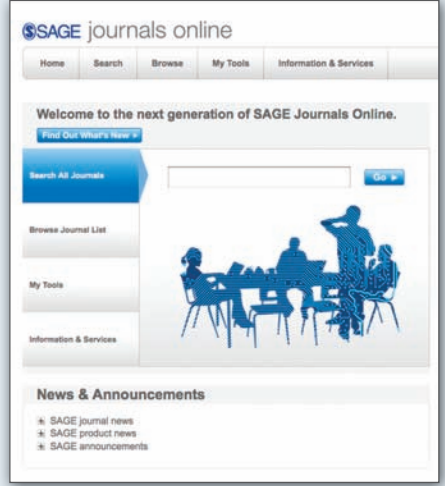 SAGE journals online
Home Search Browse My Tools Information & Services
Welcome to the next generation of SAGE Journals Online.
Find Out What's New
Search All Journals
Go
Browse Journal List
My Tools
Information & Services
News & Announcements
SAGE journal news
SAGE product news
SAGE announcements